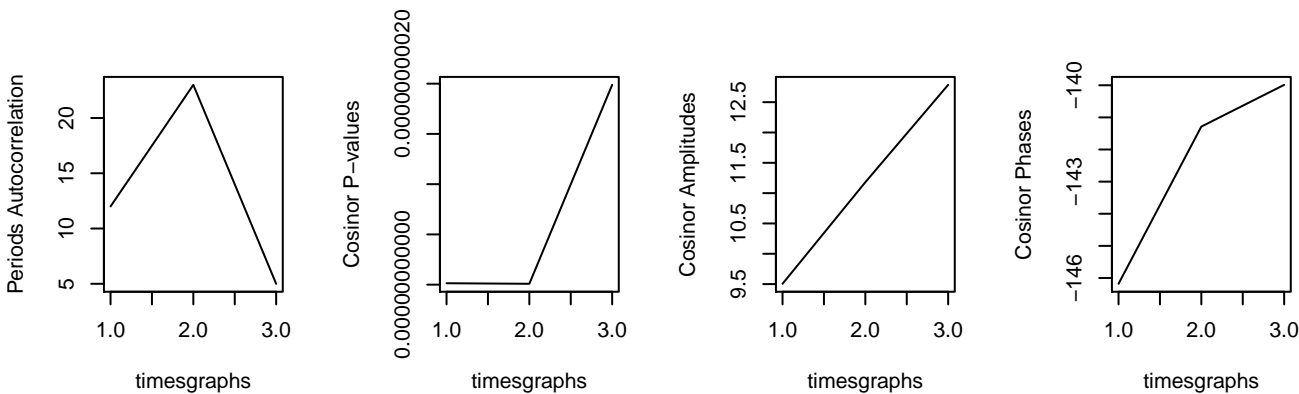 Periods Autocorrelation
5 10 15 20
1.0 2.0 3.0
timesgraphs
Cosinor P−values
0.00000000000 0.00000000020
1.0 2.0 3.0
timesgraphs
Cosinor Amplitudes
9.5 10.5 11.5 12.5
1.0 2.0 3.0
timesgraphs
Cosinor Phases
−146 −143 −140
1.0 2.0 3.0
timesgraphs